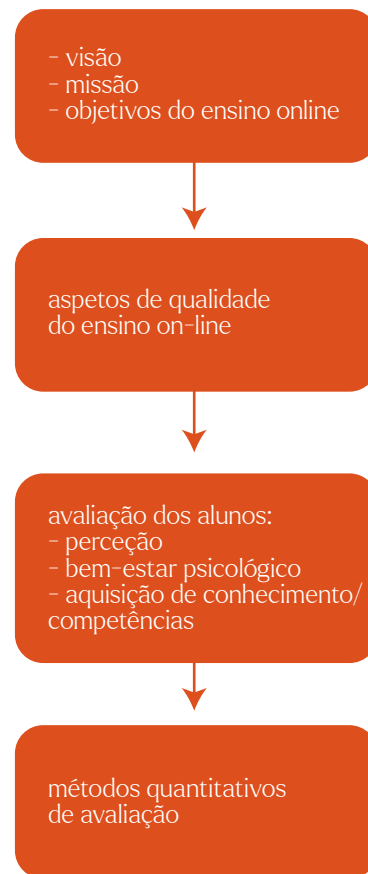 - visão
- missão
- objetivos do ensino online
aspetos de qualidade
do ensino on-line
avaliação dos alunos:
- perceção
- bem-estar psicológico
- aquisição de conhecimento/
competências
métodos quantitativos
de avaliação